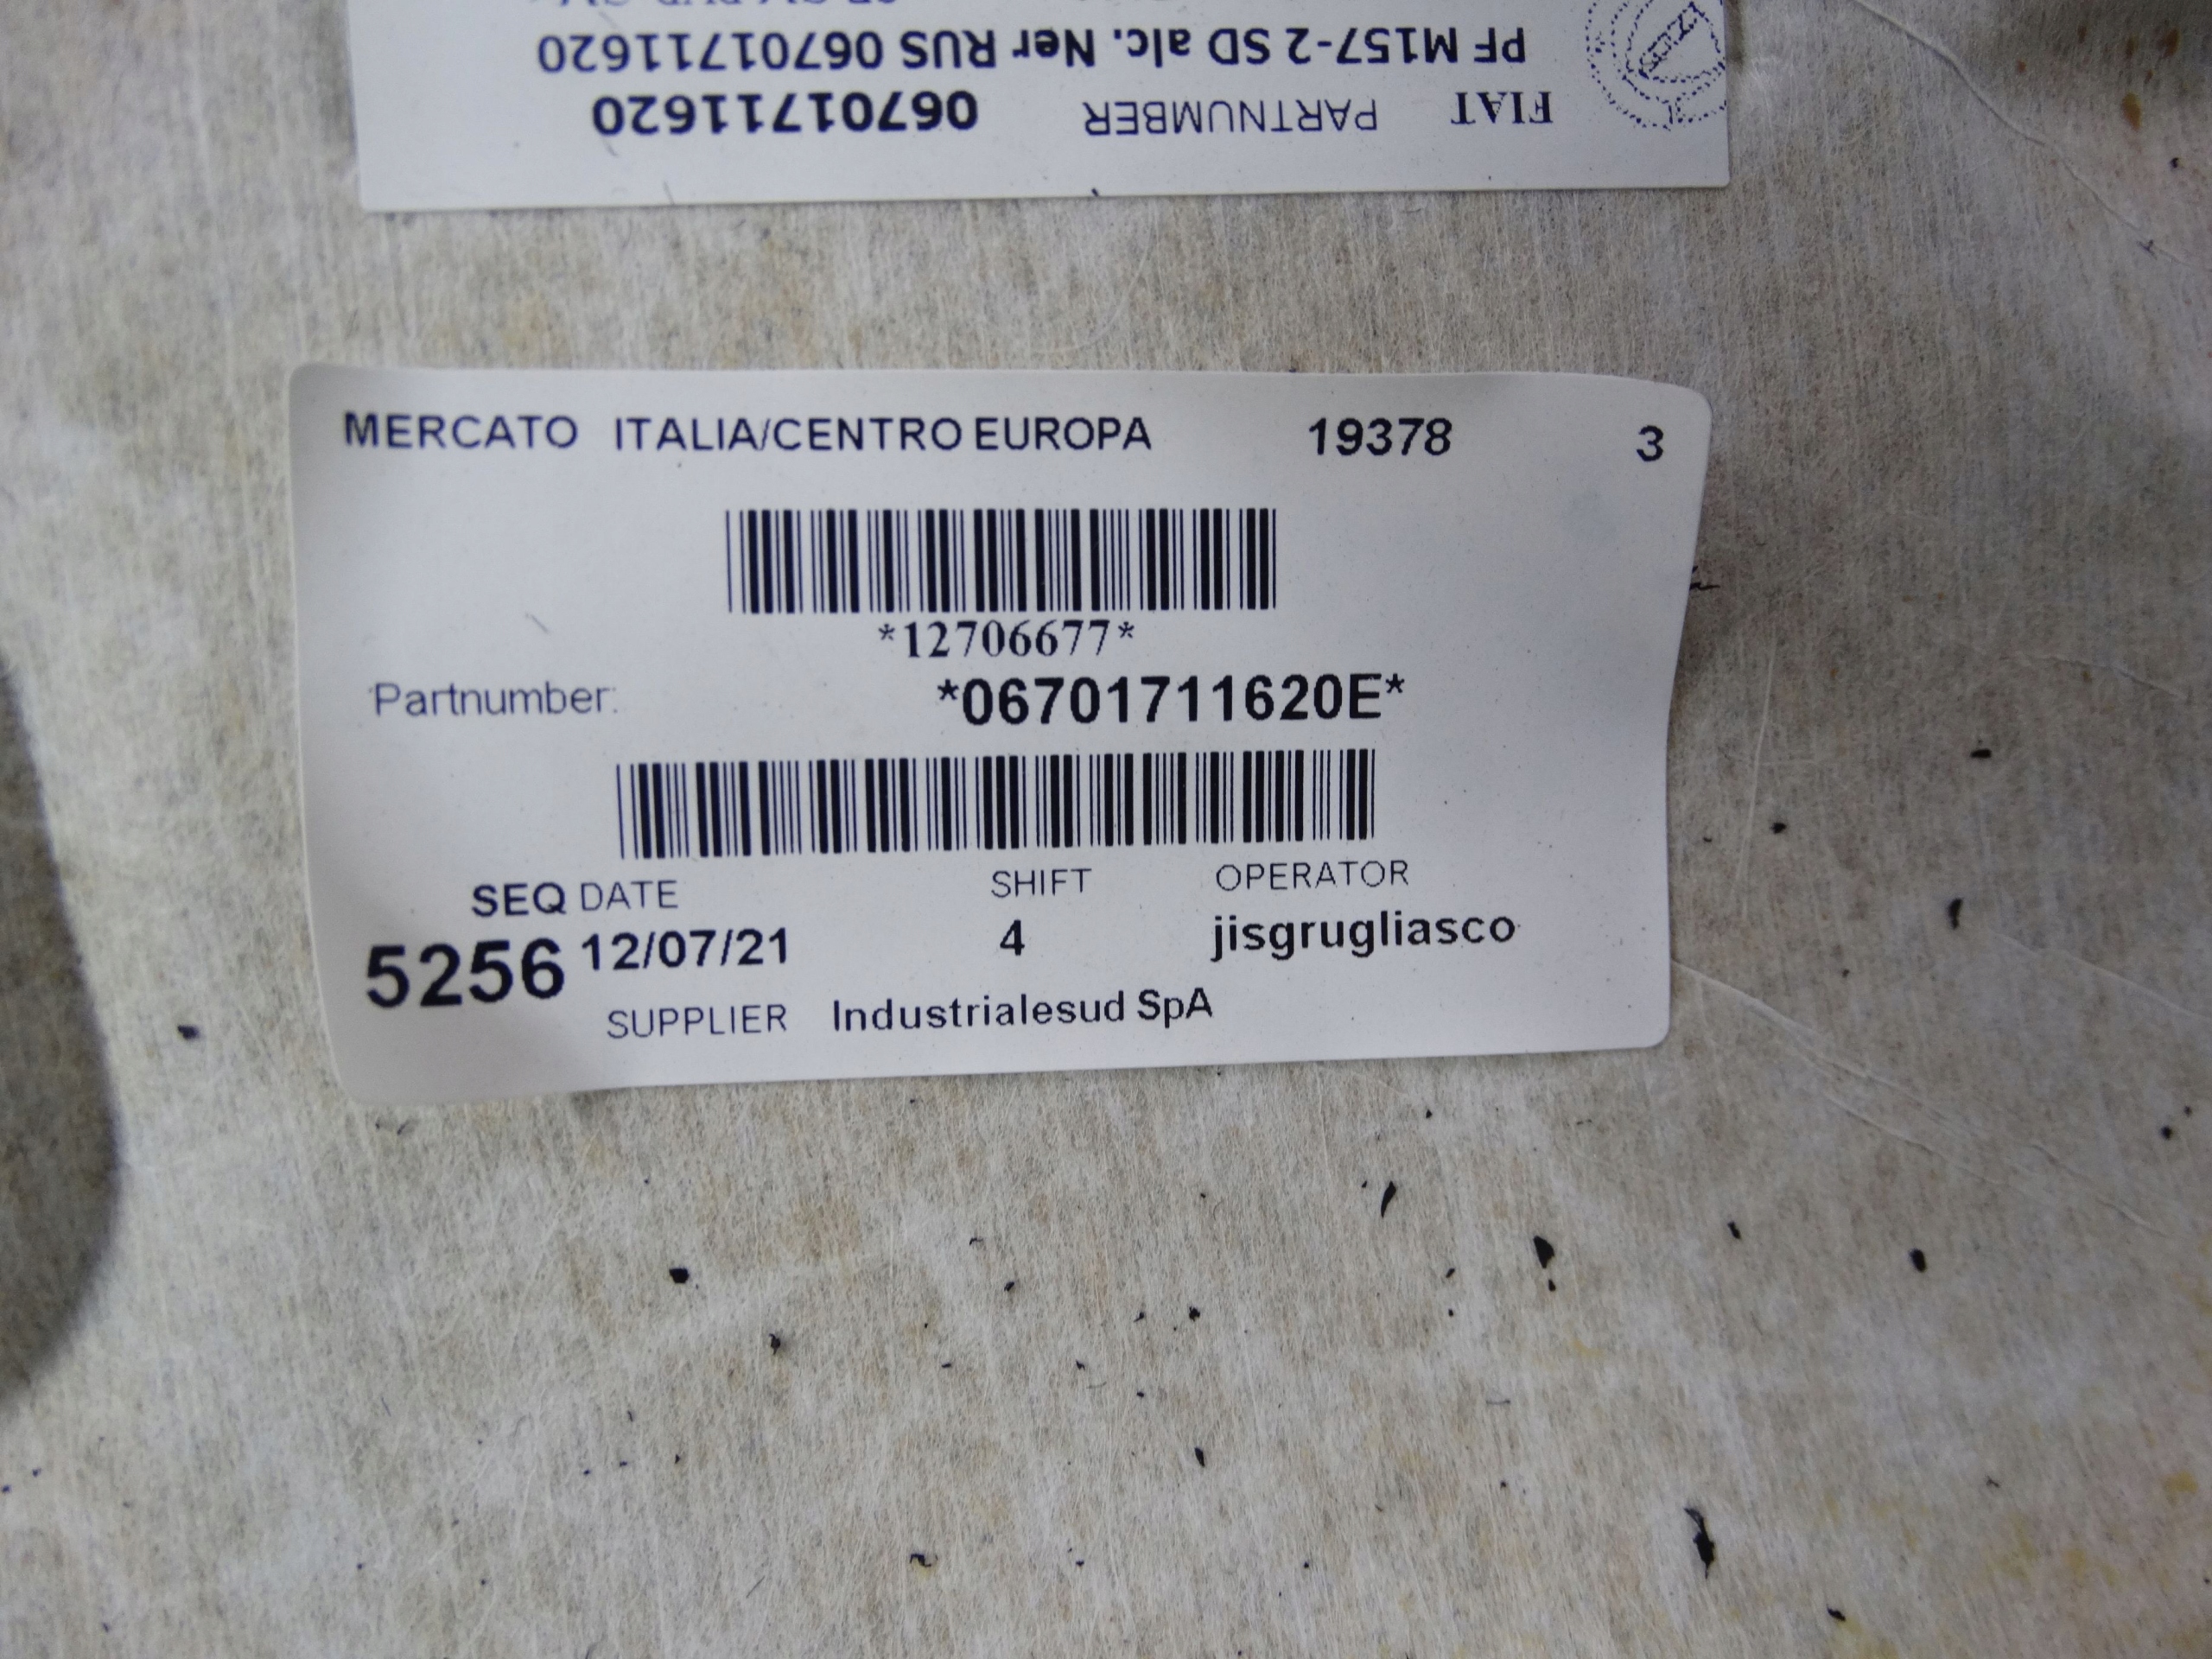 FIAT PARTNUMBER 06701711620
PF M157-2 SD alc. Ner RUS 06701711620
MERCATO ITALIA/CENTRO EUROPA 19378 3
*12706677*
Partnumber: *06701711620E*
SEQ DATE SHIFT OPERATOR
5256 12/07/21 4 jisgrugliasco
SUPPLIER Industrialesud SpA